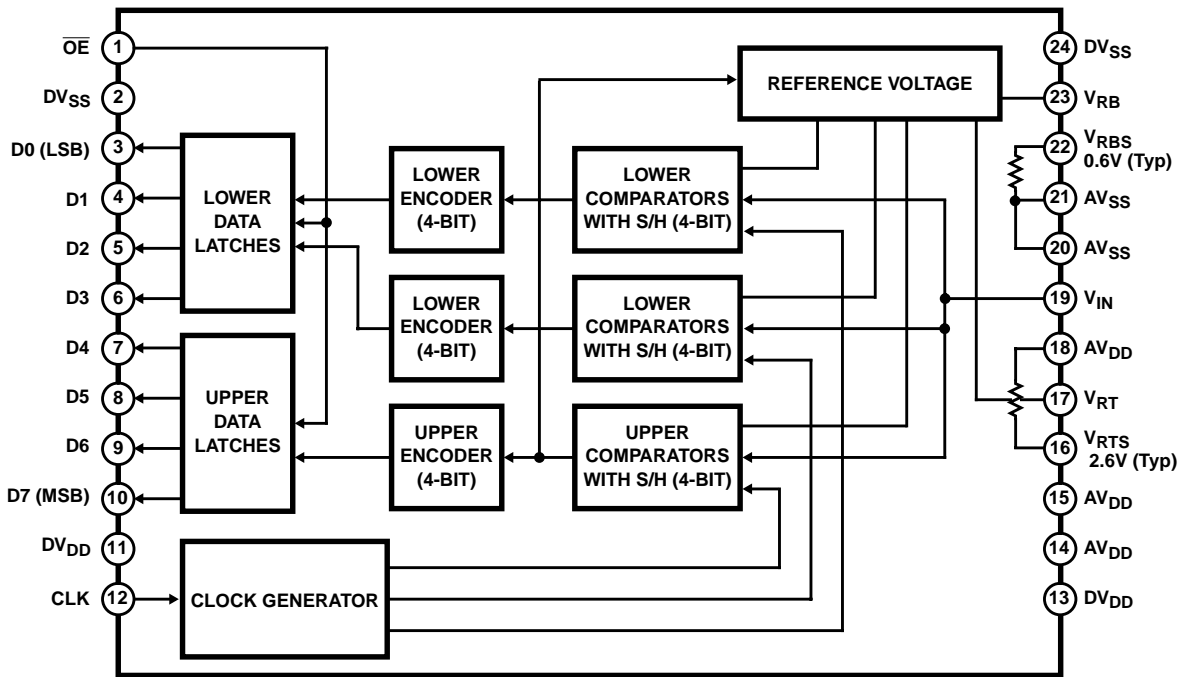 OE
1
DVSS
2
D0 (LSB)
3
D1
4
D2
5
D3
6
D4
7
D5
8
D6
9
D7 (MSB)
10
DVDD
11
CLK
12
LOWER
DATA
LATCHES
UPPER
DATA
LATCHES
CLOCK GENERATOR
LOWER
ENCODER
(4-BIT)
LOWER
ENCODER
(4-BIT)
UPPER
ENCODER
(4-BIT)
REFERENCE VOLTAGE
LOWER
COMPARATORS
WITH S/H (4-BIT)
LOWER
COMPARATORS
WITH S/H (4-BIT)
UPPER
COMPARATORS
WITH S/H (4-BIT)
24
DVSS
23
VRB
22
VRBS
0.6V (Typ)
21
AVSS
20
AVSS
19
VIN
18
AVDD
17
VRT
16
VRTS
2.6V (Typ)
15
AVDD
14
AVDD
13
DVDD